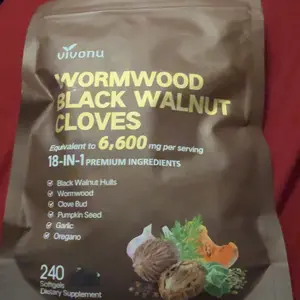 vivonu
WORMWOOD
BLACK WALNUT
CLOVES
Equivalent to 6,600 mg per serving
18-IN-1 PREMIUM INGREDIENTS
Black Walnut Hulls
Wormwood
Clove Bud
Pumpkin Seed
Garlic
Oregano
240
Softgels
Dietary Supplement